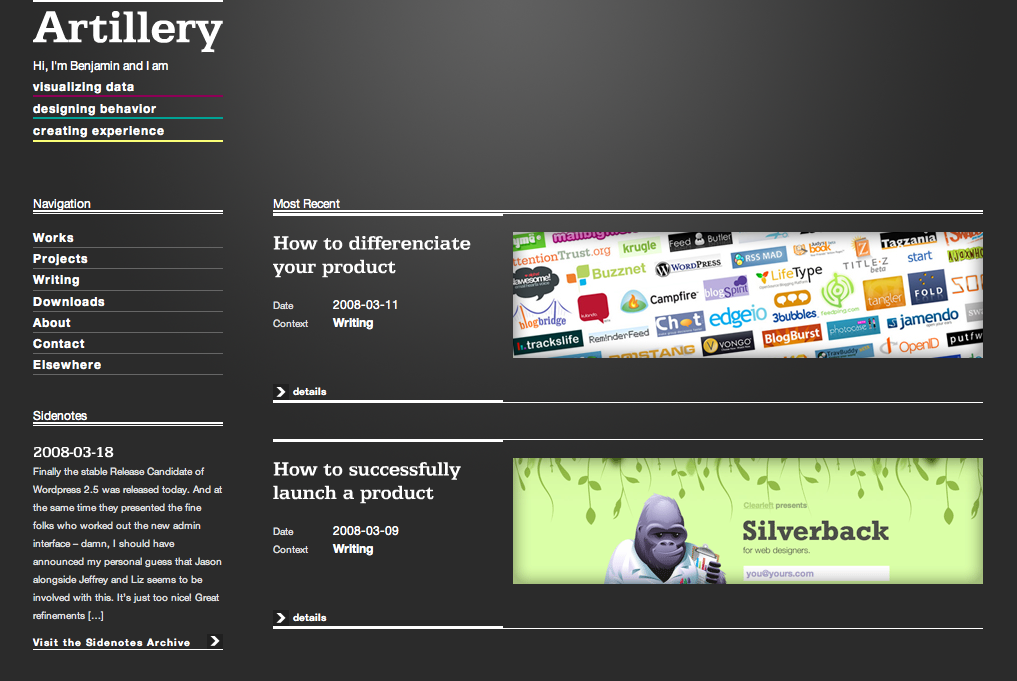 Artillery
Hi, I'm Benjamin and I am
visualizing data
designing behavior
creating experience
Navigation
Works
Projects
Writing
Downloads
About
Contact
Elsewhere
Sidenotes
2008-03-18
Finally the stable Release Candidate of
Wordpress 2.5 was released today. And at
the same time they presented the fine
folks who worked out the new admin
interface – damn, I should have
announced my personal guess that Jason
alongside Jeffrey and Liz seems to be
involved with this. It's just too nice! Great
refinements [...]
Visit the Sidenotes Archive
Most Recent
How to differenciate
your product
Date 2008-03-11
Context Writing
details
krugle
Feed Butler
Tagzania
ttentionTrust.org
RSS MAD
book
start
Buzznet
WORDPRESS
TITLE-Z
beta
awesome!
LifeType
blogSpirit
FOLD
Campfire
tangler
feedping.com
blogbridge
Chat
edgeio
3bubbles
jamendo
trackslife
ReminderFeed
BlogBurst
photocase
VONGO
OpenID
putfw
TravBuddy
How to successfully
launch a product
Date 2008-03-09
Context Writing
details
Clearleft presents
Silverback
for web designers.
you@yours.com